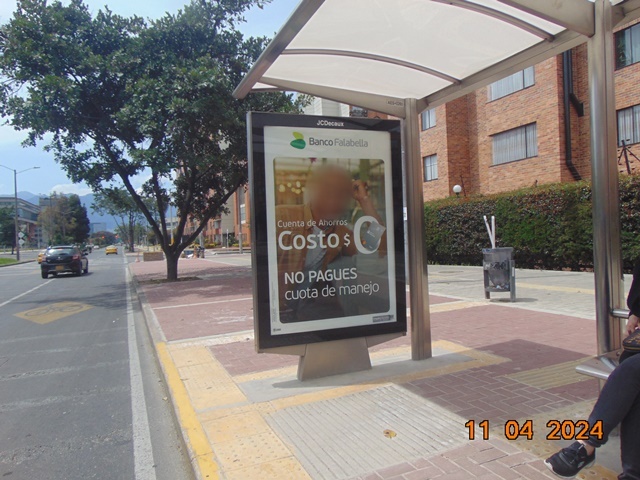 JCDecaux
Banco Falabella
Cuenta de Ahorros
Costo $0
NO PAGUES
cuota de manejo
11 04 2024